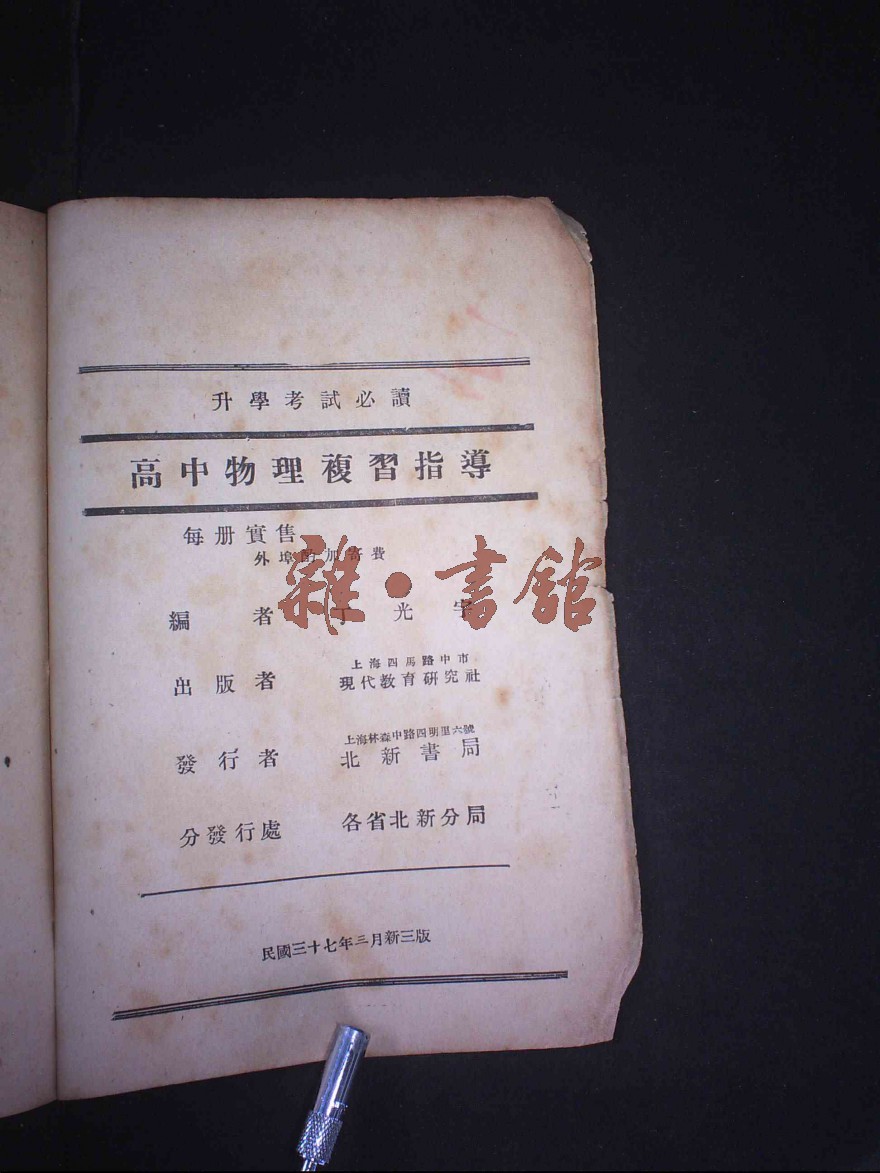 升學考試必讀
高中物理複習指導
每册實售
外埠酌加寄費
雜·書館
編者 丁光宇
上海四馬路中市
出版者 現代教育研究社
上海林森中路四明里六號
發行者 北新書局
分發行處 各省北新分局
民國三十七年三月新三版